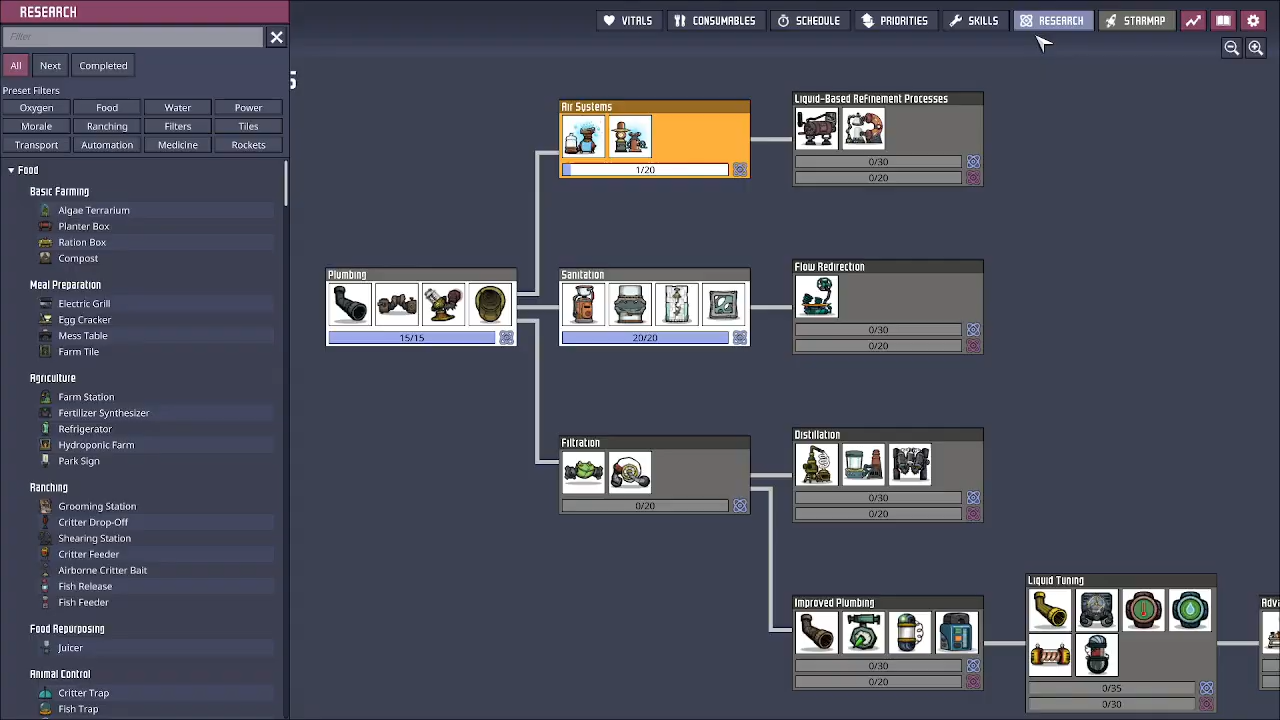 RESEARCH
VITALS
CONSUMABLES
SCHEDULE
PRIORITIES
SKILLS
RESEARCH
STARMAP
Filter
All
Next
Completed
Preset Filters
Oxygen
Food
Water
Power
Morale
Ranching
Filters
Tiles
Transport
Automation
Medicine
Rockets
Food
Basic Farming
Algae Terrarium
Planter Box
Ration Box
Compost
Meal Preparation
Electric Grill
Egg Cracker
Mess Table
Farm Tile
Agriculture
Farm Station
Fertilizer Synthesizer
Refrigerator
Hydroponic Farm
Park Sign
Ranching
Grooming Station
Critter Drop-Off
Shearing Station
Critter Feeder
Airborne Critter Bait
Fish Release
Fish Feeder
Food Repurposing
Juicer
Animal Control
Critter Trap
Fish Trap
Air Systems
1/20
Liquid-Based Refinement Processes
0/30
0/20
Plumbing
15/15
Sanitation
20/20
Flow Redirection
0/30
0/20
Filtration
0/20
Distillation
0/30
0/20
Improved Plumbing
0/30
0/20
Liquid Tuning
0/35
0/30